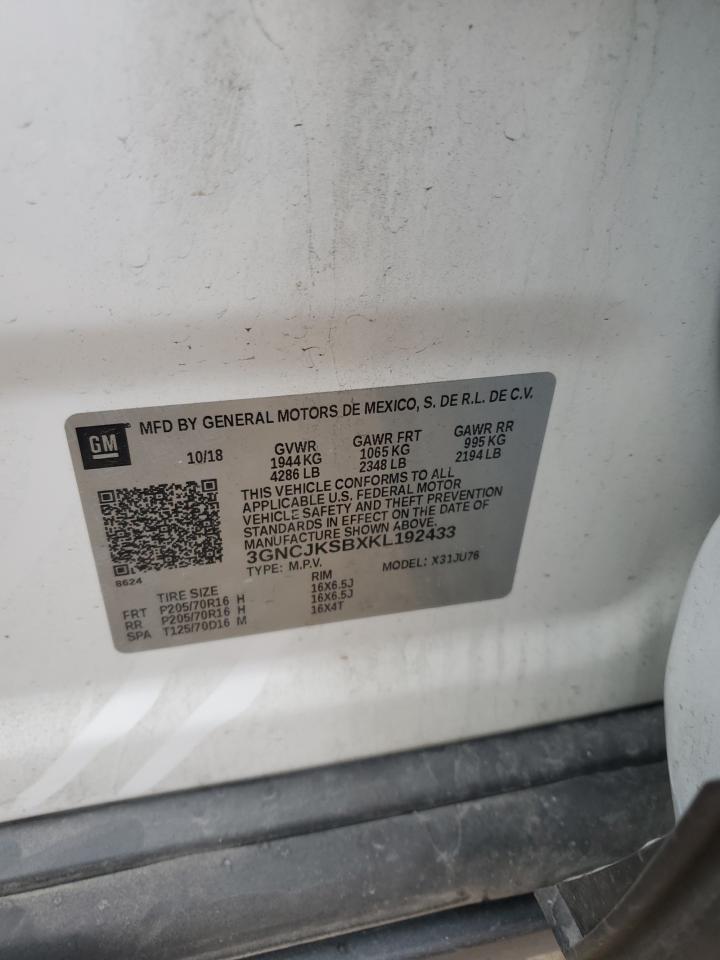 GM
MFD BY GENERAL MOTORS DE MEXICO, S. DE R.L. DE C.V.
10/18 GVWR GAWR FRT GAWR RR
1944 KG 1065 KG 995 KG
4286 LB 2348 LB 2194 LB
THIS VEHICLE CONFORMS TO ALL
APPLICABLE U.S. FEDERAL MOTOR
VEHICLE SAFETY AND THEFT PREVENTION
STANDARDS IN EFFECT ON THE DATE OF
MANUFACTURE SHOWN ABOVE.
3GNCJKSBXKL192433
TYPE: M.P.V. MODEL: X31JU76
8624
TIRE SIZE RIM
FRT P205/70R16 H 16X6.5J
RR P205/70R16 H 16X6.5J
SPA T125/70D16 M 16X4T